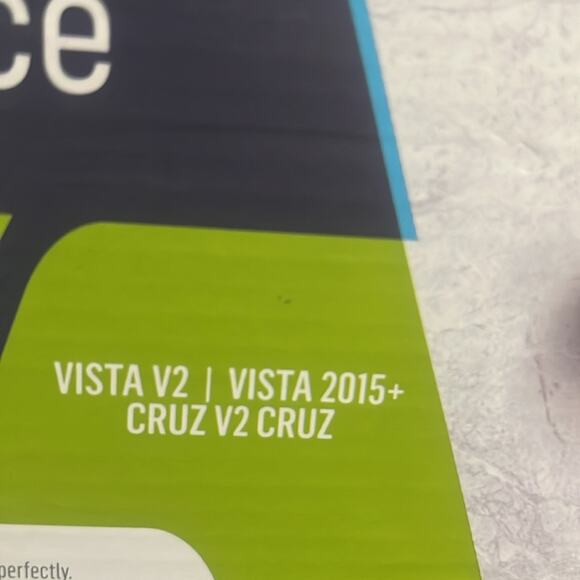 ce
VISTA V2 | VISTA 2015+
CRUZ V2 CRUZ
perfectly.